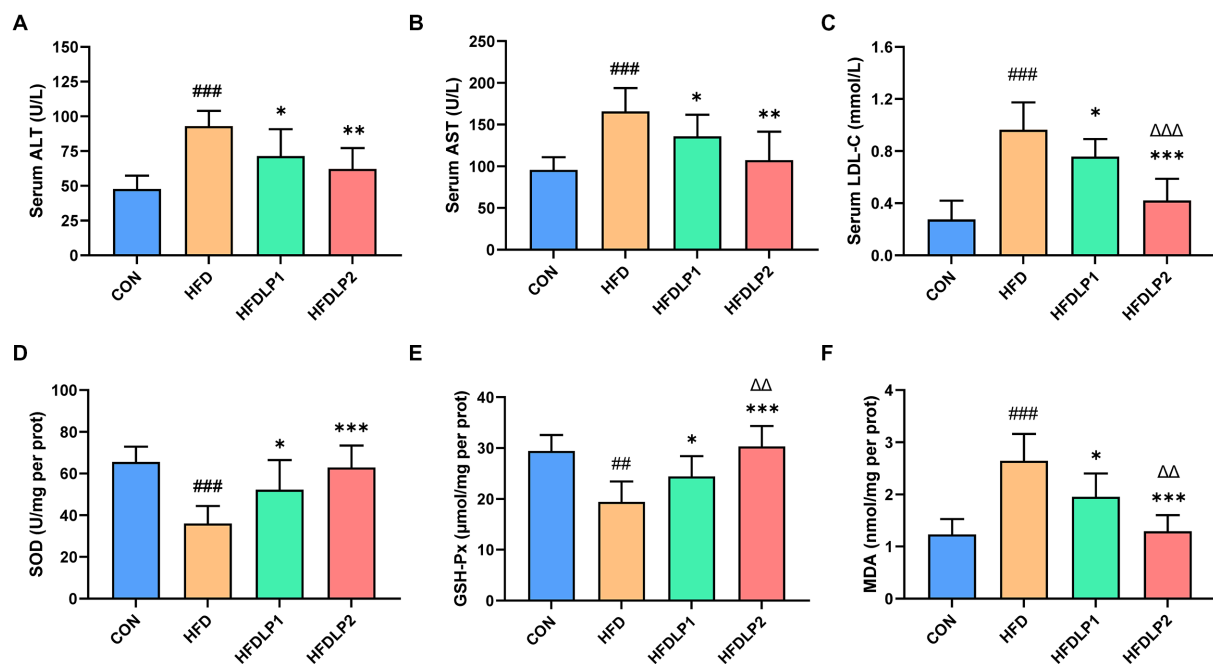 A
Serum ALT (U/L)
150
125
100
75
50
25
0
###
*
**
CON
HFD
HFDLP1
HFDLP2
B
Serum AST (U/L)
250
200
150
100
50
0
###
*
**
CON
HFD
HFDLP1
HFDLP2
C
Serum LDL-C (mmol/L)
1.6
1.2
0.8
0.4
0.0
###
*
ΔΔΔ
***
CON
HFD
HFDLP1
HFDLP2
D
SOD (U/mg per prot)
100
80
60
40
20
0
###
*
***
CON
HFD
HFDLP1
HFDLP2
E
GSH-Px (μmol/mg per prot)
40
30
20
10
0
##
*
ΔΔ
***
CON
HFD
HFDLP1
HFDLP2
F
MDA (nmol/mg per prot)
4
3
2
1
0
###
*
ΔΔ
***
CON
HFD
HFDLP1
HFDLP2